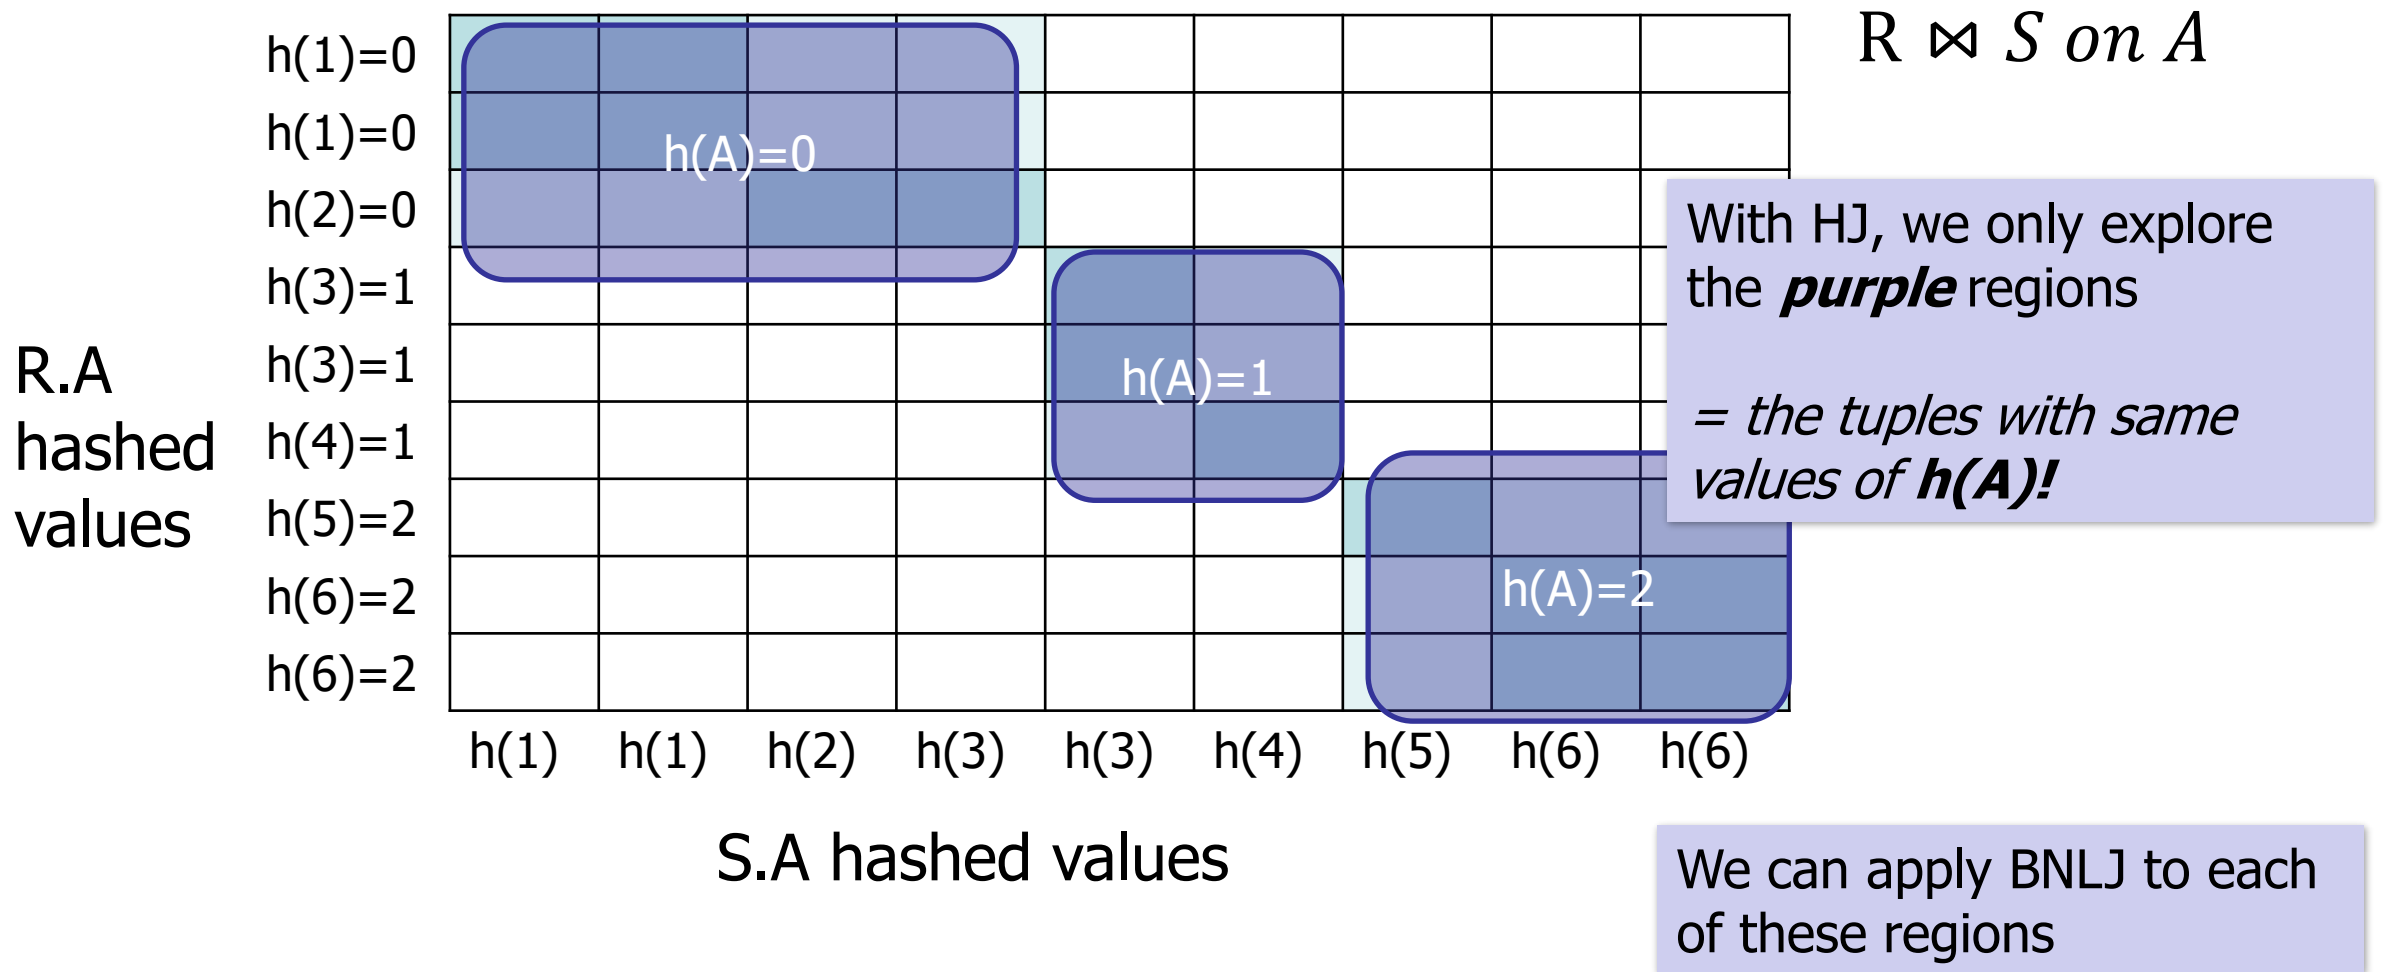 R ⋈ S on A
h(1)=0
h(1)=0
h(2)=0
h(3)=1
h(3)=1
h(4)=1
h(5)=2
h(6)=2
h(6)=2
R.A
hashed
values
h(A)=0
h(A)=1
h(A)=2
With HJ, we only explore
the purple regions
= the tuples with same
values of h(A)!
h(1) h(1) h(2) h(3) h(3) h(4) h(5) h(6) h(6)
S.A hashed values
We can apply BNLJ to each
of these regions